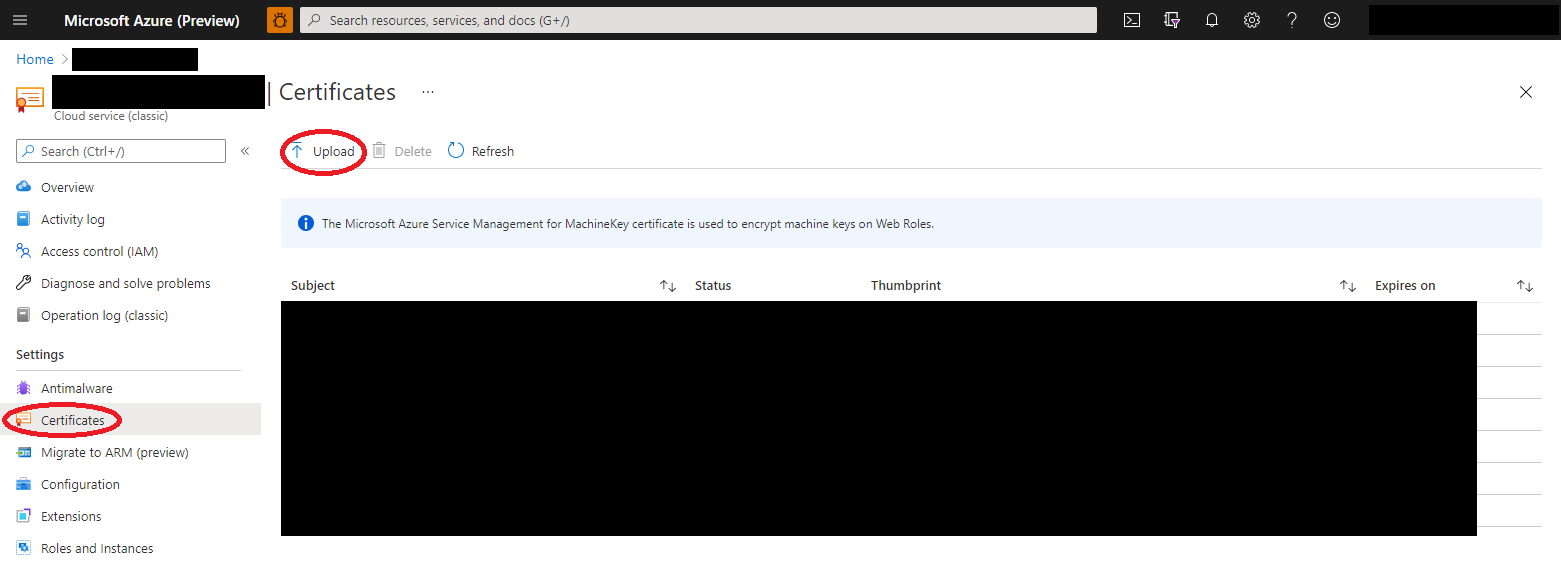 Microsoft Azure (Preview)
Search resources, services, and docs (G+/)
Home
| Certificates ...
Cloud service (classic)
Search (Ctrl+/)
«
Upload
Delete
Refresh
Overview
Activity log
Access control (IAM)
Diagnose and solve problems
Operation log (classic)
Settings
Antimalware
Certificates
Migrate to ARM (preview)
Configuration
Extensions
Roles and Instances
The Microsoft Azure Service Management for MachineKey certificate is used to encrypt machine keys on Web Roles.
Subject
Status
Thumbprint
Expires on